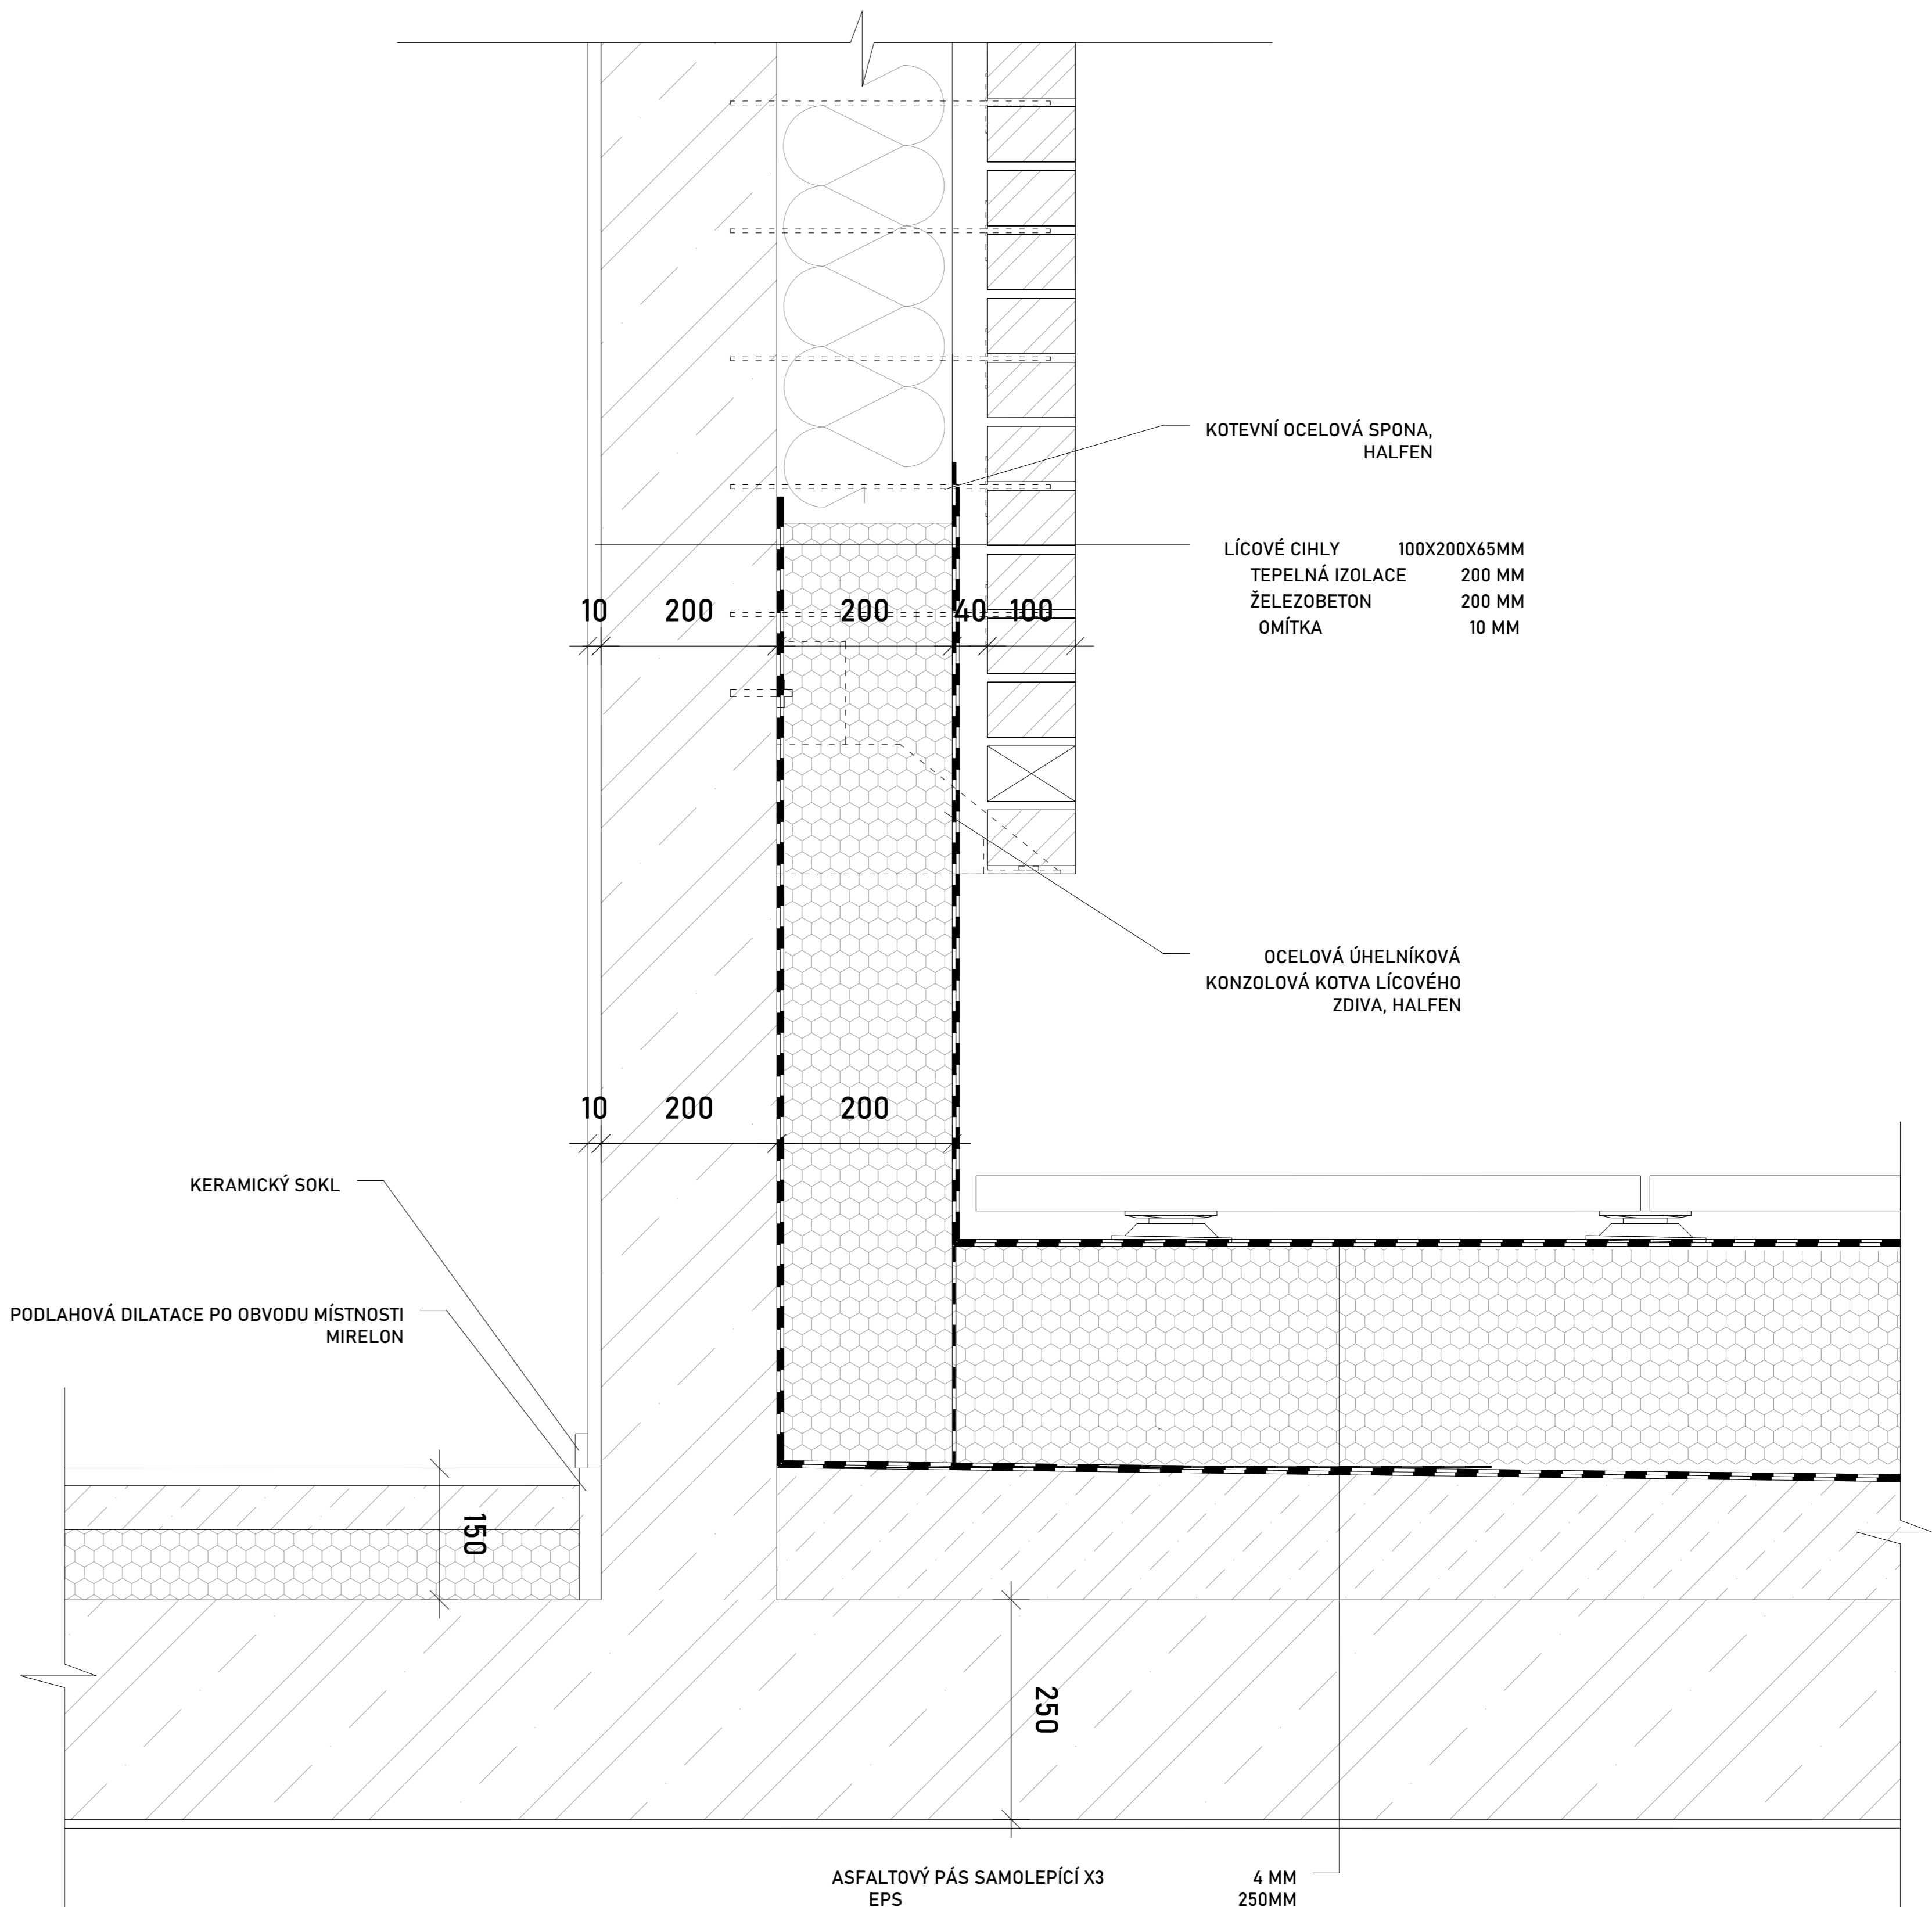 KOTEVNÍ OCELOVÁ SPONA,
HALFEN
LÍCOVÉ CIHLY 100X200X65MM
TEPELNÁ IZOLACE 200 MM
ŽELEZOBETON 200 MM
OMÍTKA 10 MM
10 200 200 40 100
OCELOVÁ ÚHELNÍKOVÁ
KONZOLOVÁ KOTVA LÍCOVÉHO
ZDIVA, HALFEN
10 200 200
KERAMICKÝ SOKL
PODLAHOVÁ DILATACE PO OBVODU MÍSTNOSTI
MIRELON
150
250
ASFALTOVÝ PÁS SAMOLEPÍCÍ X3 4 MM
EPS 250MM